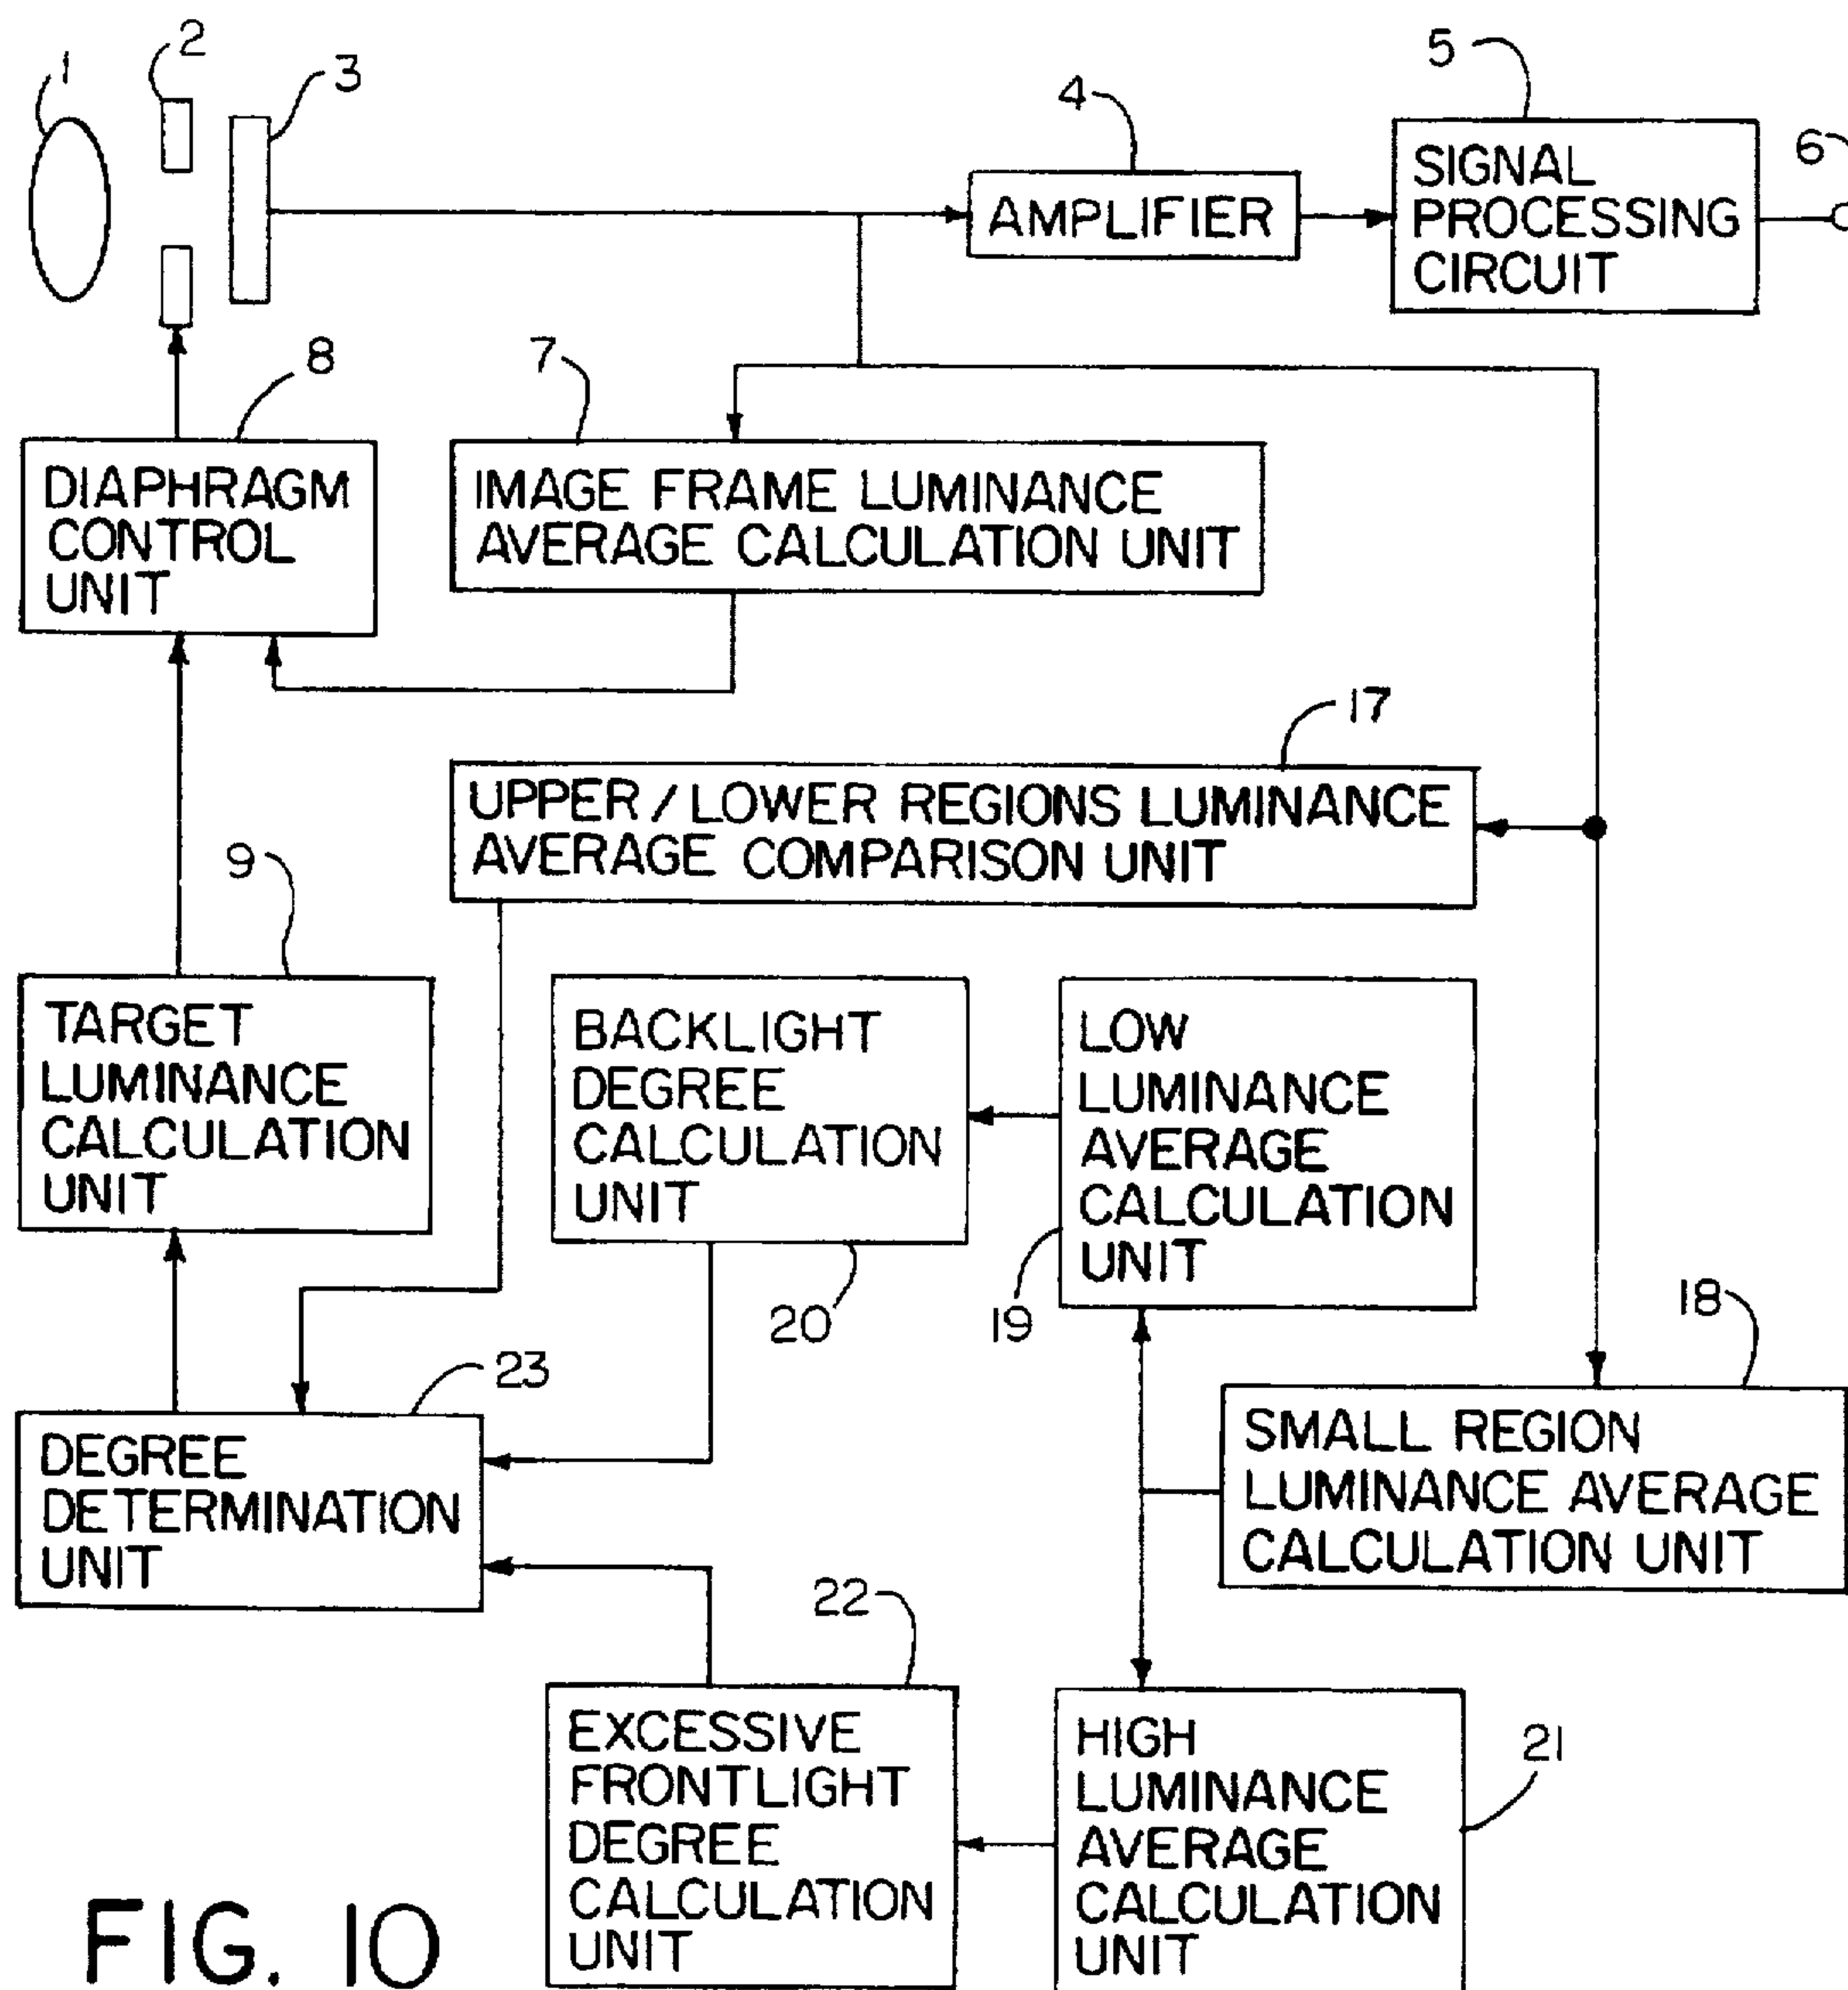 1
2
3
4
5
6
AMPLIFIER
SIGNAL
PROCESSING
CIRCUIT
8
7
DIAPHRAGM
CONTROL
UNIT
IMAGE FRAME LUMINANCE
AVERAGE CALCULATION UNIT
17
UPPER/LOWER REGIONS LUMINANCE
AVERAGE COMPARISON UNIT
9
TARGET
LUMINANCE
CALCULATION
UNIT
BACKLIGHT
DEGREE
CALCULATION
UNIT
20
LOW
LUMINANCE
AVERAGE
CALCULATION
UNIT
19
18
SMALL REGION
LUMINANCE AVERAGE
CALCULATION UNIT
23
DEGREE
DETERMINATION
UNIT
22
EXCESSIVE
FRONTLIGHT
DEGREE
CALCULATION
UNIT
HIGH
LUMINANCE
AVERAGE
CALCULATION
UNIT
21
FIG. 10